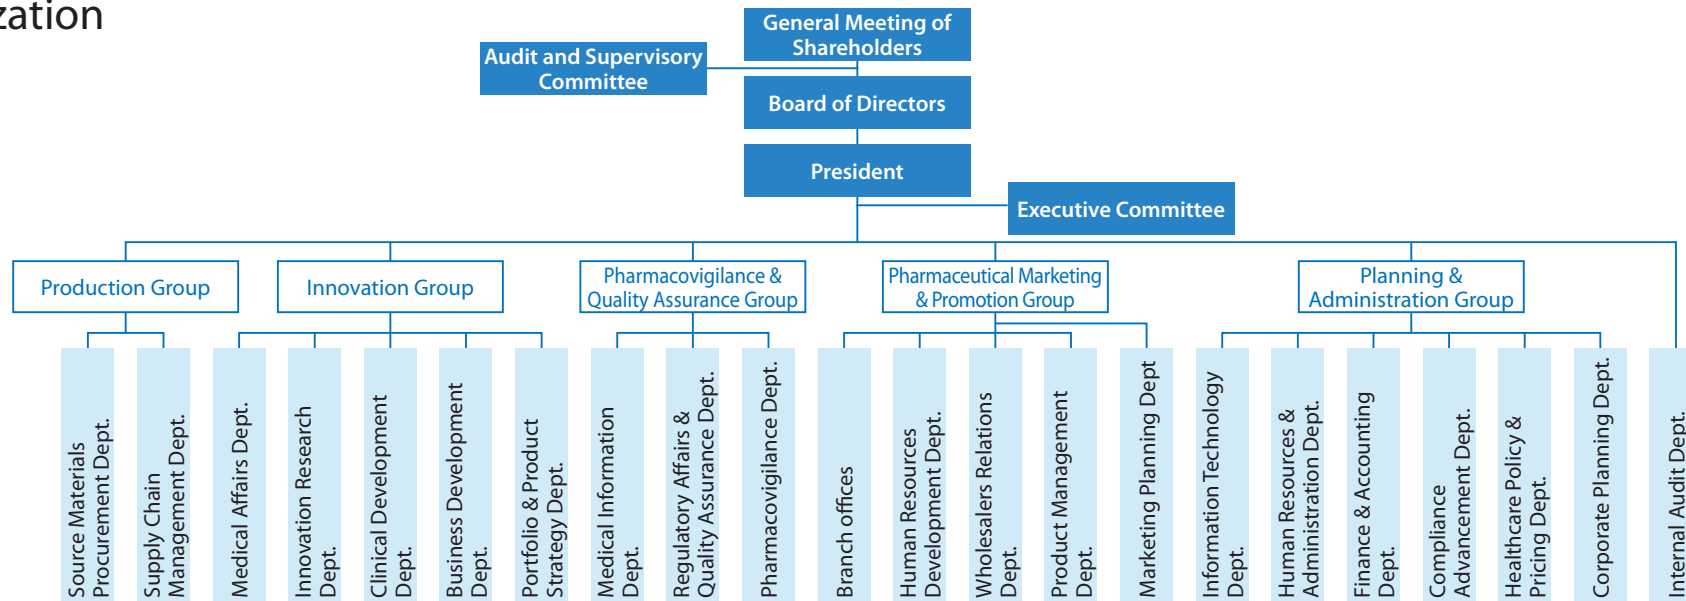 zation
General Meeting of
Shareholders
Audit and Supervisory
Committee
Board of Directors
President
Executive Committee
Production Group
Innovation Group
Pharmacovigilance &
Quality Assurance Group
Pharmaceutical Marketing
& Promotion Group
Planning &
Administration Group
Source Materials
Procurement Dept.
Supply Chain
Management Dept.
Medical Affairs Dept.
Innovation Research
Dept.
Clinical Development
Dept.
Business Development
Dept.
Portfolio & Product
Strategy Dept.
Medical Information
Dept.
Regulatory Affairs &
Quality Assurance Dept.
Pharmacovigilance Dept.
Branch offices
Human Resources
Development Dept.
Wholesalers Relations
Dept.
Product Management
Dept.
Marketing Planning Dept
Information Technology
Dept.
Human Resources &
Administration Dept.
Finance & Accounting
Dept.
Compliance
Advancement Dept.
Healthcare Policy &
Pricing Dept.
Corporate Planning Dept.
Internal Audit Dept.